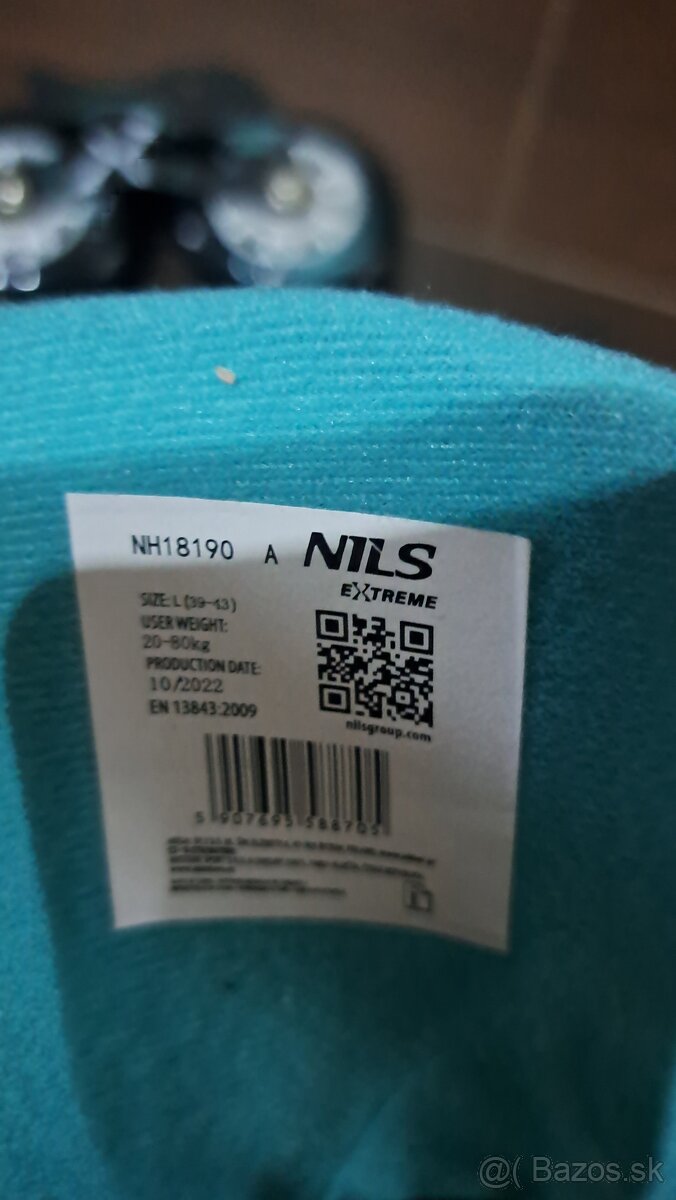 NH18190 A NILS
EXTREME
SIZE: L (39-43)
USER WEIGHT:
20-80kg
PRODUCTION DATE:
10/2022
EN 13843:2009
nilsgroup.com
5 907695 588705
@( Bazos.sk